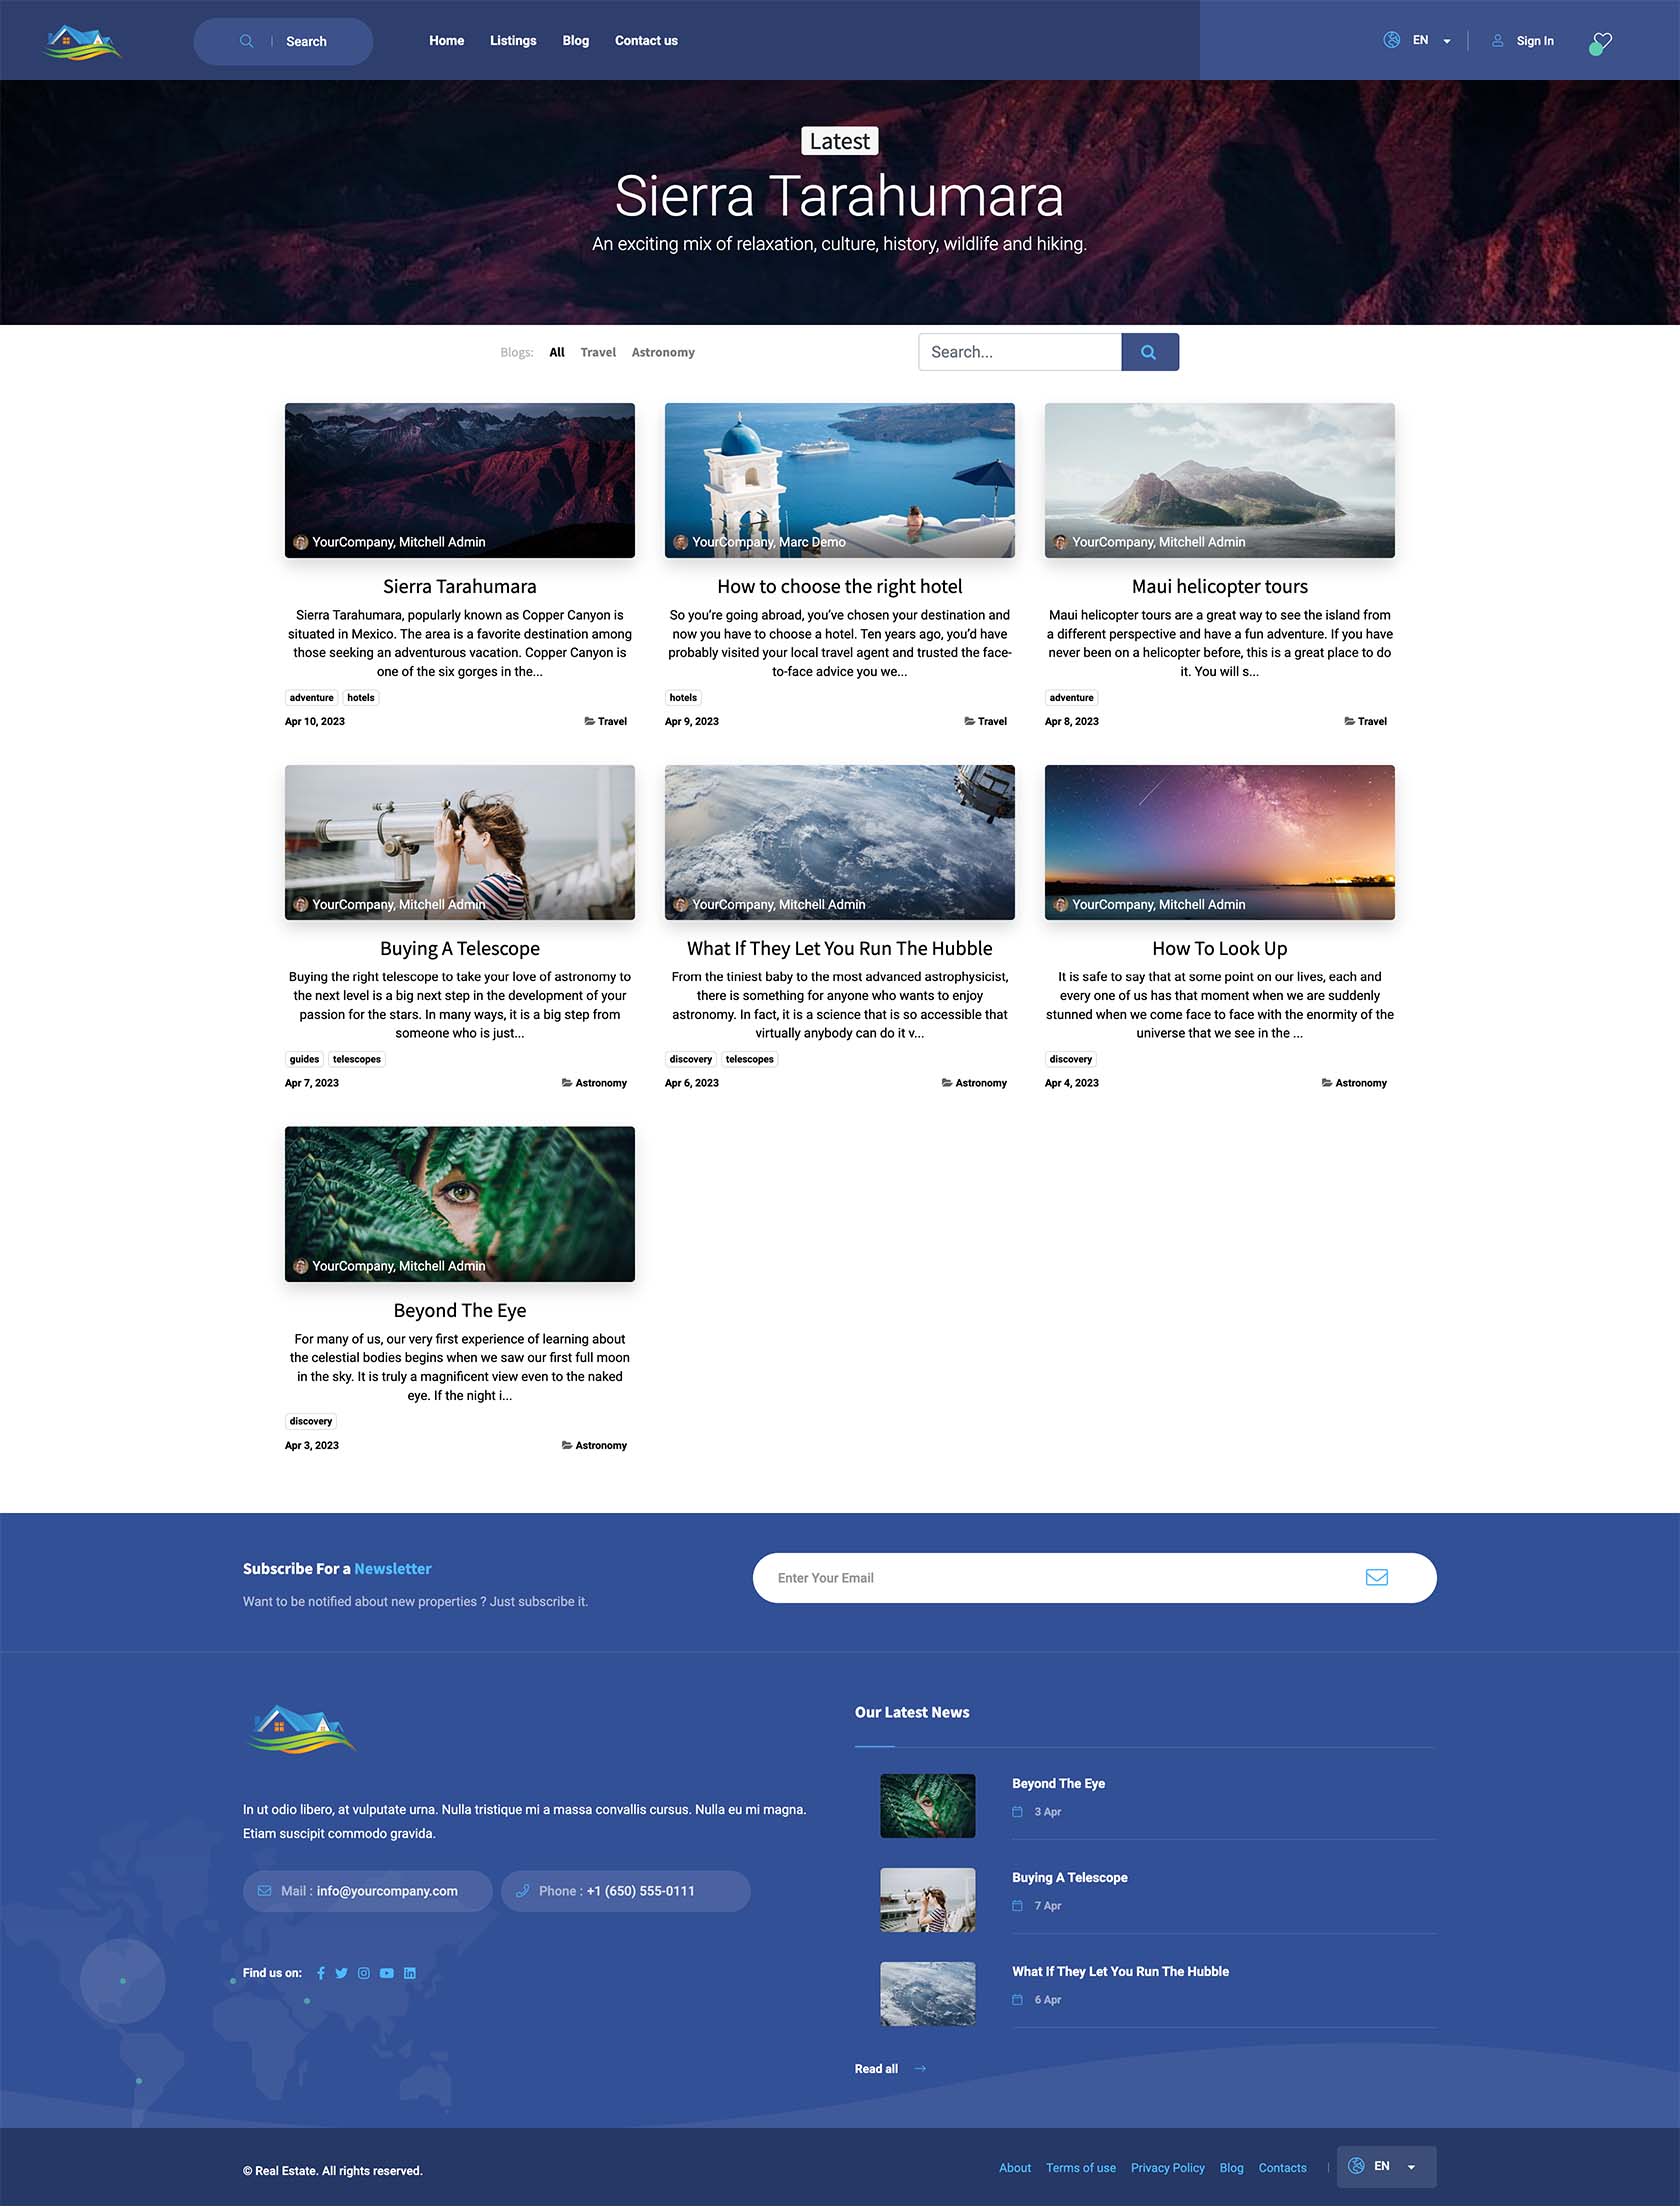 Search
Home Listings Blog Contact us
EN
Sign In
Latest
Sierra Tarahumara
An exciting mix of relaxation, culture, history, wildlife and hiking.
Blogs: All Travel Astronomy
Search...
YourCompany, Mitchell Admin
Sierra Tarahumara
Sierra Tarahumara, popularly known as Copper Canyon is
situated in Mexico. The area is a favorite destination among
those seeking an adventurous vacation. Copper Canyon is
one of the six gorges in the...
adventure hotels
Apr 10, 2023 Travel
YourCompany, Marc Demo
How to choose the right hotel
So you’re going abroad, you’ve chosen your destination and
now you have to choose a hotel. Ten years ago, you’d have
probably visited your local travel agent and trusted the face-
to-face advice you we...
hotels
Apr 9, 2023 Travel
YourCompany, Mitchell Admin
Maui helicopter tours
Maui helicopter tours are a great way to see the island from
a different perspective and have a fun adventure. If you have
never been on a helicopter before, this is a great place to do
it. You will s...
adventure
Apr 8, 2023 Travel
YourCompany, Mitchell Admin
Buying A Telescope
Buying the right telescope to take your love of astronomy to
the next level is a big next step in the development of your
passion for the stars. In many ways, it is a big step from
someone who is just...
guides telescopes
Apr 7, 2023 Astronomy
YourCompany, Mitchell Admin
What If They Let You Run The Hubble
From the tiniest baby to the most advanced astrophysicist,
there is something for anyone who wants to enjoy
astronomy. In fact, it is a science that is so accessible that
virtually anybody can do it v...
discovery telescopes
Apr 6, 2023 Astronomy
YourCompany, Mitchell Admin
How To Look Up
It is safe to say that at some point on our lives, each and
every one of us has that moment when we are suddenly
stunned when we come face to face with the enormity of the
universe that we see in the ...
discovery
Apr 4, 2023 Astronomy
YourCompany, Mitchell Admin
Beyond The Eye
For many of us, our very first experience of learning about
the celestial bodies begins when we saw our first full moon
in the sky. It is truly a magnificent view even to the naked
eye. If the night i...
discovery
Apr 3, 2023 Astronomy
Subscribe For a Newsletter
Want to be notified about new properties ? Just subscribe it.
Enter Your Email
In ut odio libero, at vulputate urna. Nulla tristique mi a massa convallis cursus. Nulla eu mi magna.
Etiam suscipit commodo gravida.
Mail : info@yourcompany.com
Phone : +1 (650) 555-0111
Find us on:
Our Latest News
Beyond The Eye
3 Apr
Buying A Telescope
7 Apr
What If They Let You Run The Hubble
6 Apr
Read all
© Real Estate. All rights reserved.
About Terms of use Privacy Policy Blog Contacts
EN